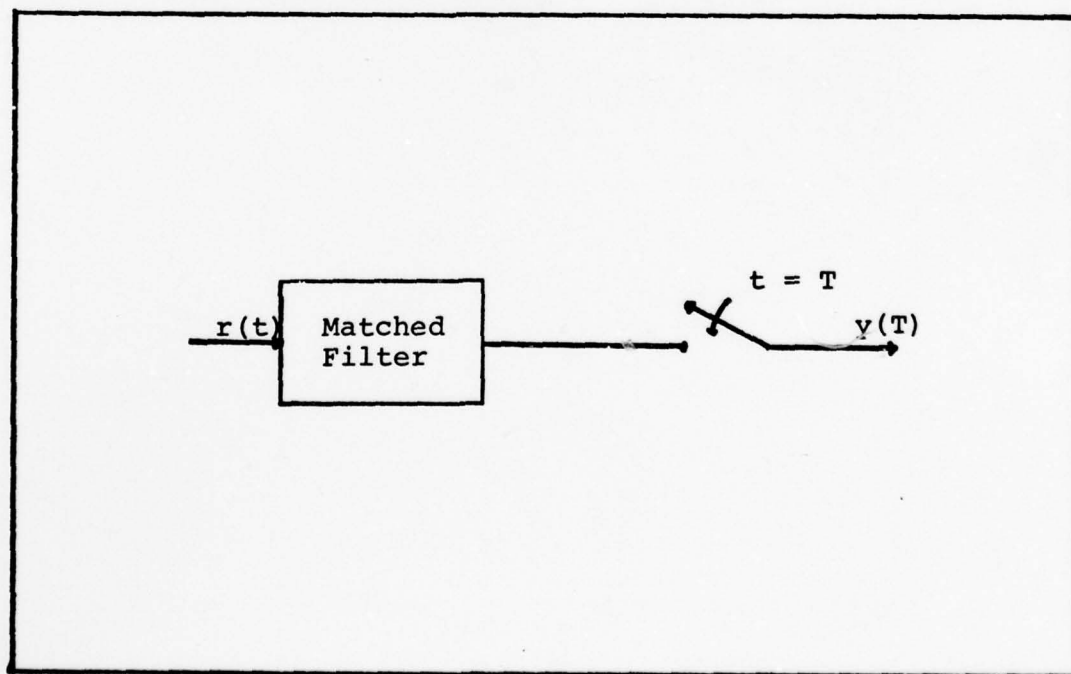 t = T
r(t)
Matched
Filter
y(T)